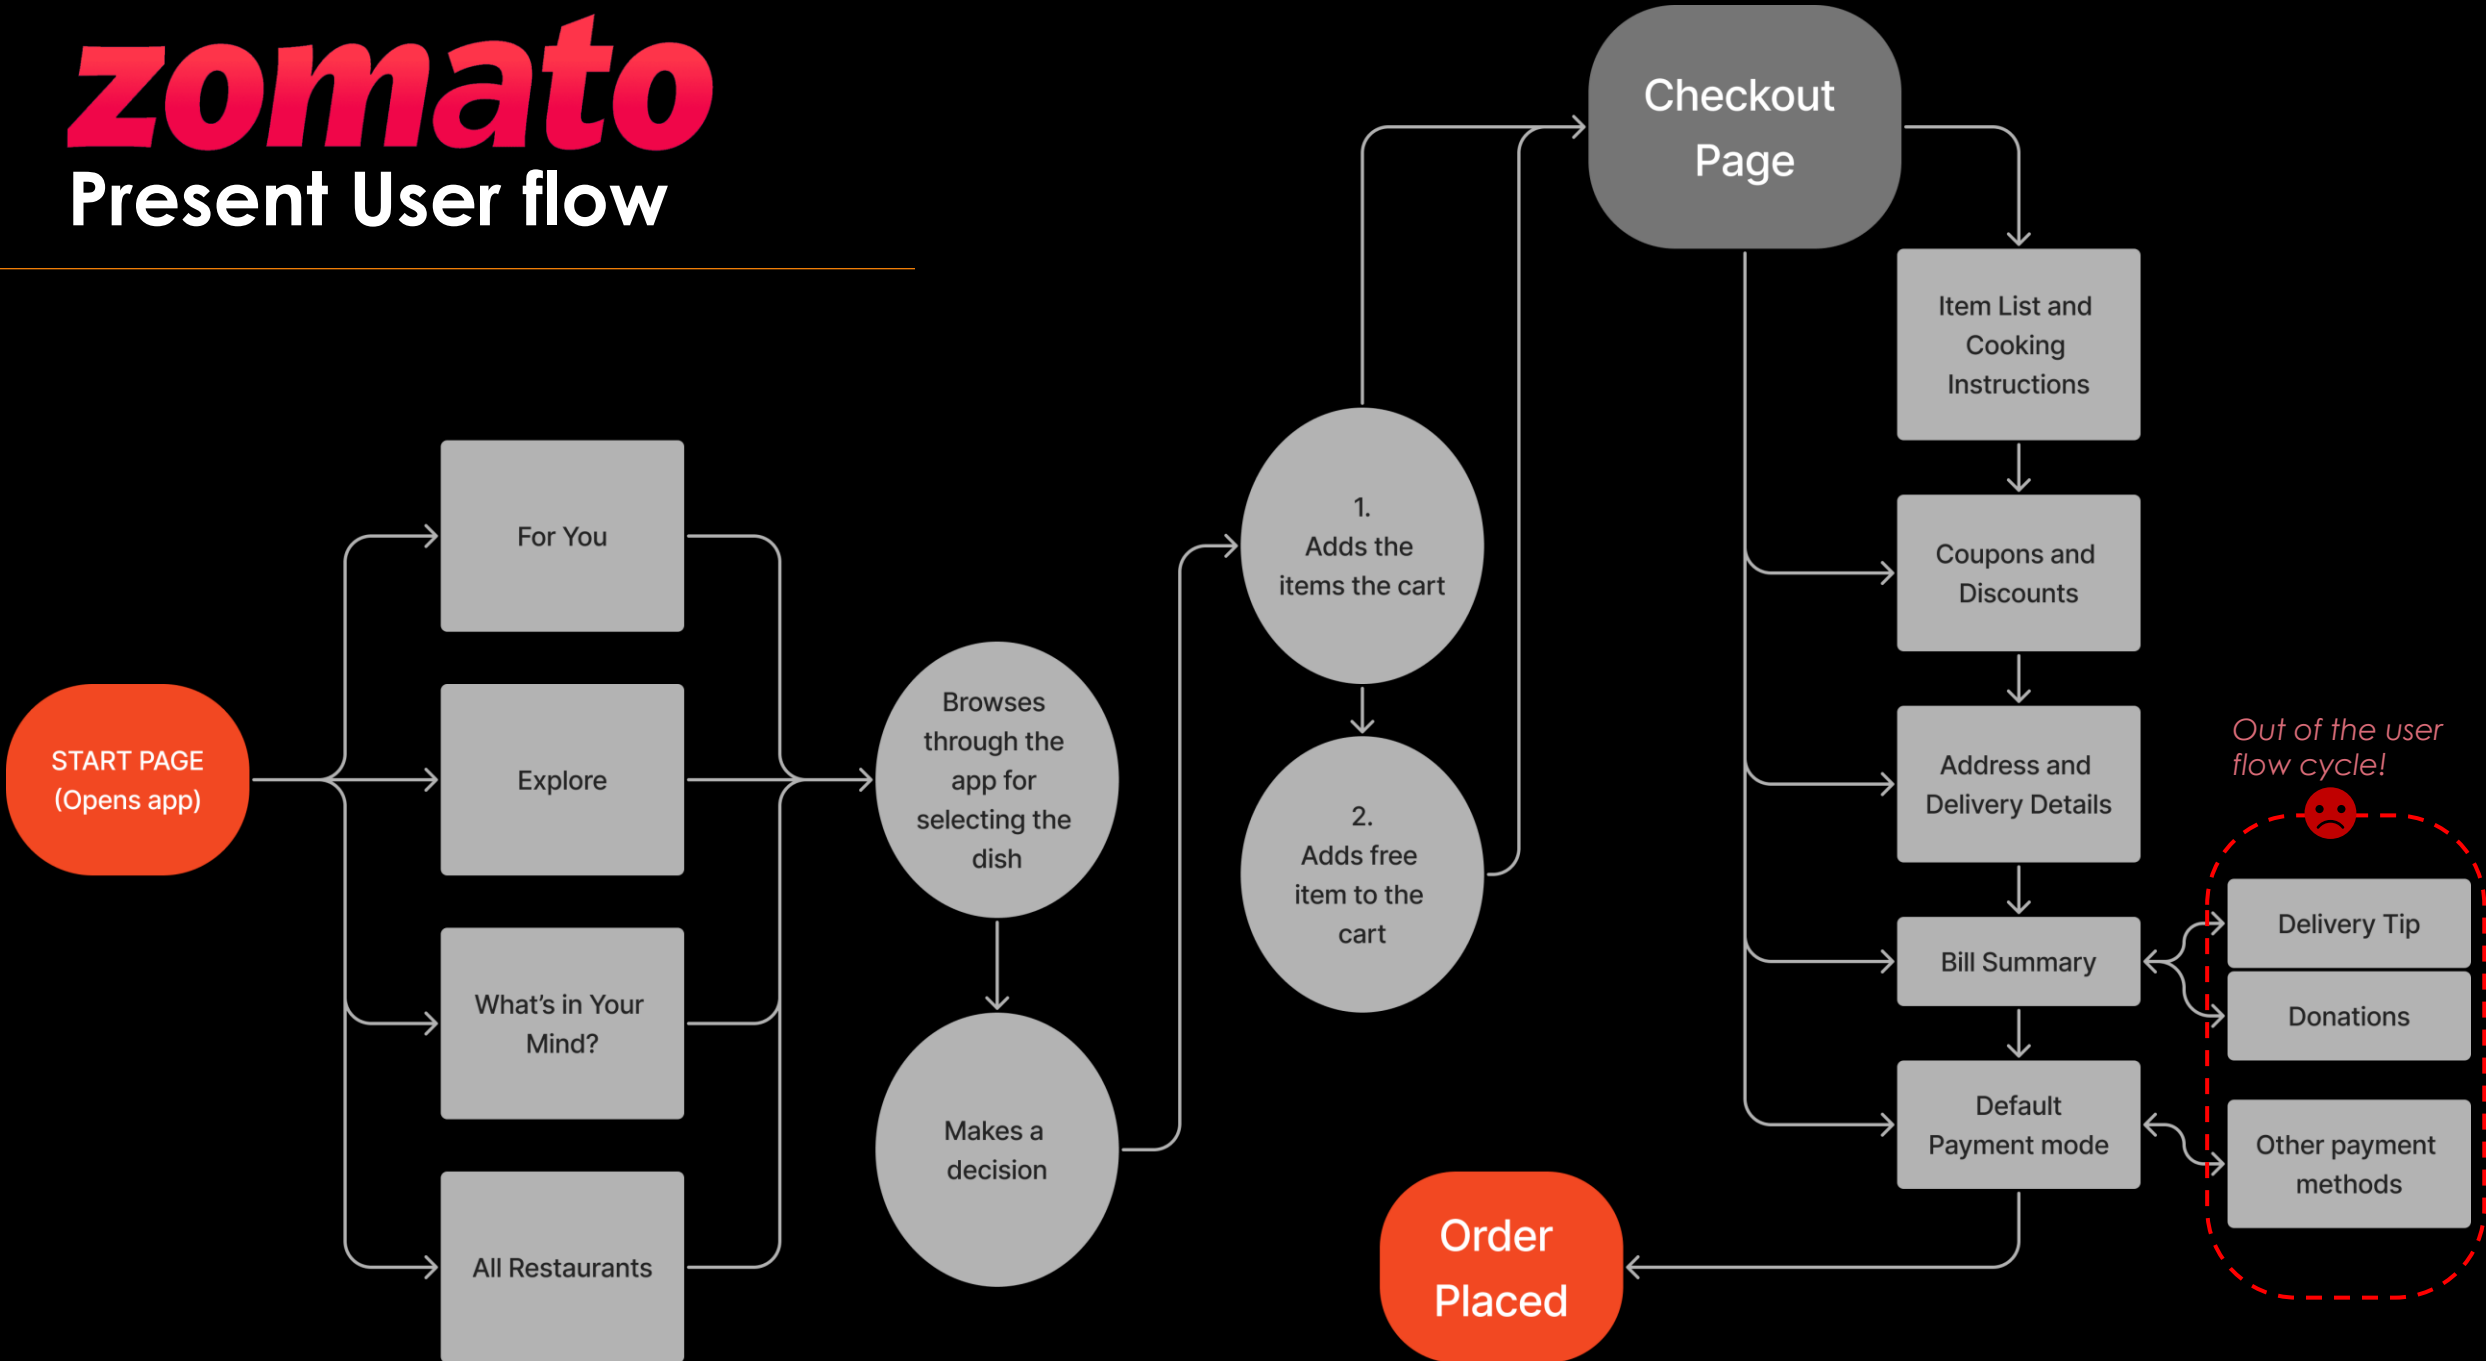 zomato
Present User flow
START PAGE
(Opens app)
For You
Explore
What's in Your
Mind?
All Restaurants
Browses
through the
app for
selecting the
dish
Makes a
decision
1.
Adds the
items the cart
2.
Adds free
item to the
cart
Checkout
Page
Item List and
Cooking
Instructions
Coupons and
Discounts
Address and
Delivery Details
Bill Summary
Default
Payment mode
Out of the user
flow cycle!
Delivery Tip
Donations
Other payment
methods
Order
Placed